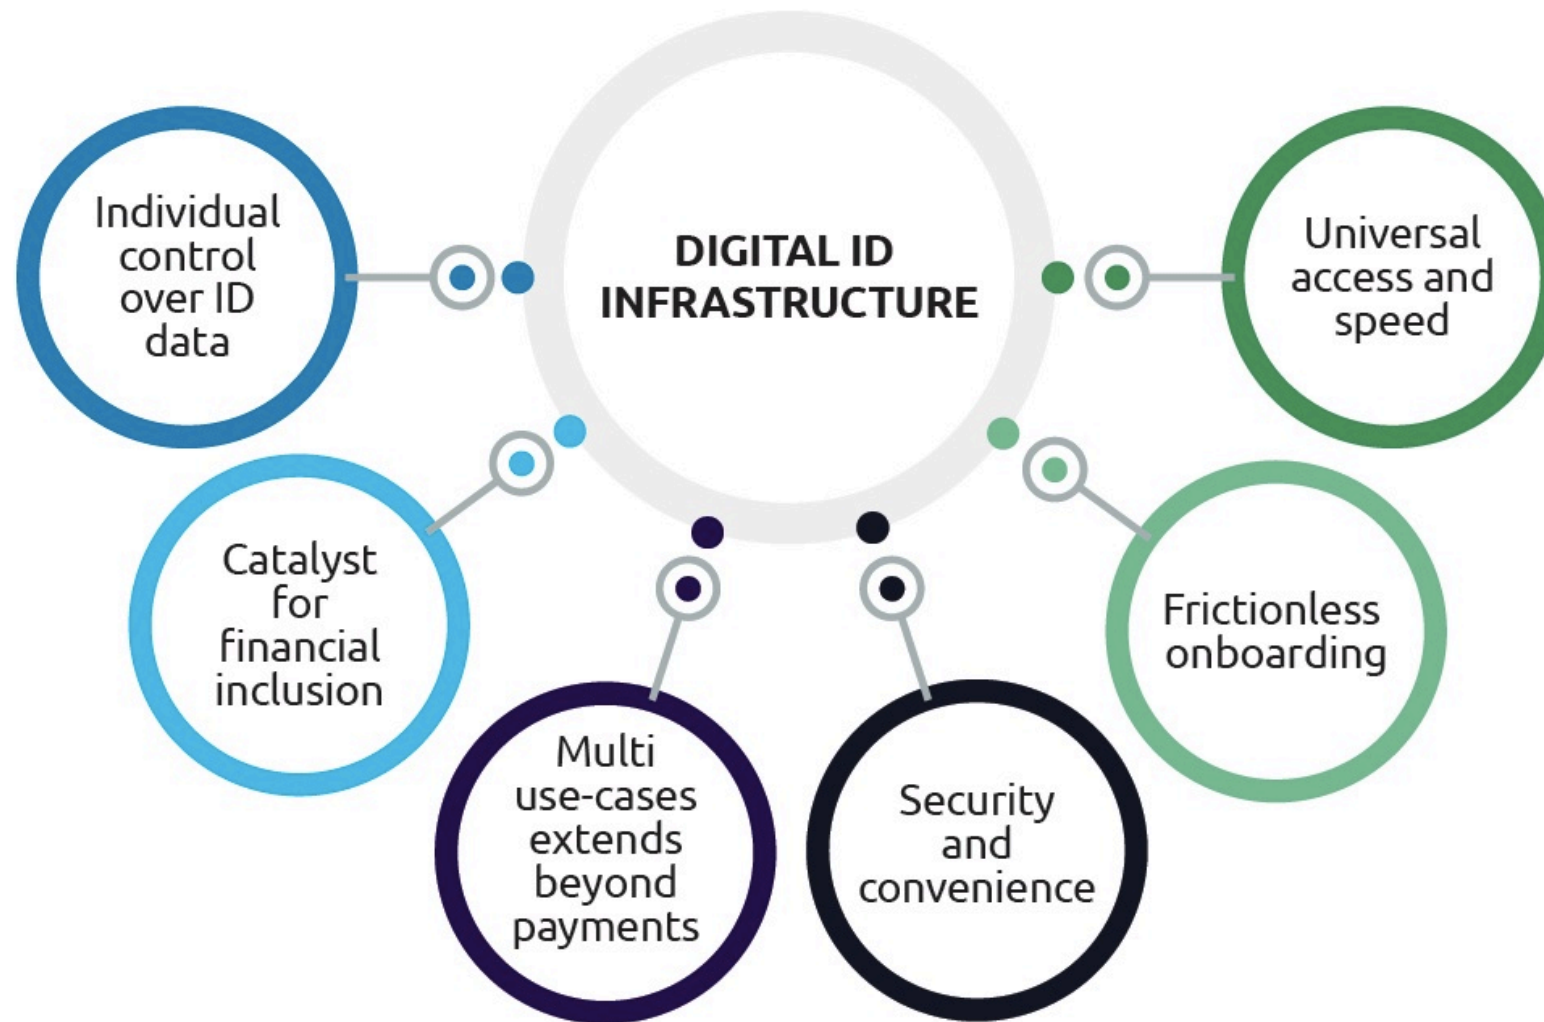 DIGITAL ID
INFRASTRUCTURE
Individual
control
over ID
data
Catalyst
for
financial
inclusion
Multi
use-cases
extends
beyond
payments
Security
and
convenience
Frictionless
onboarding
Universal
access and
speed